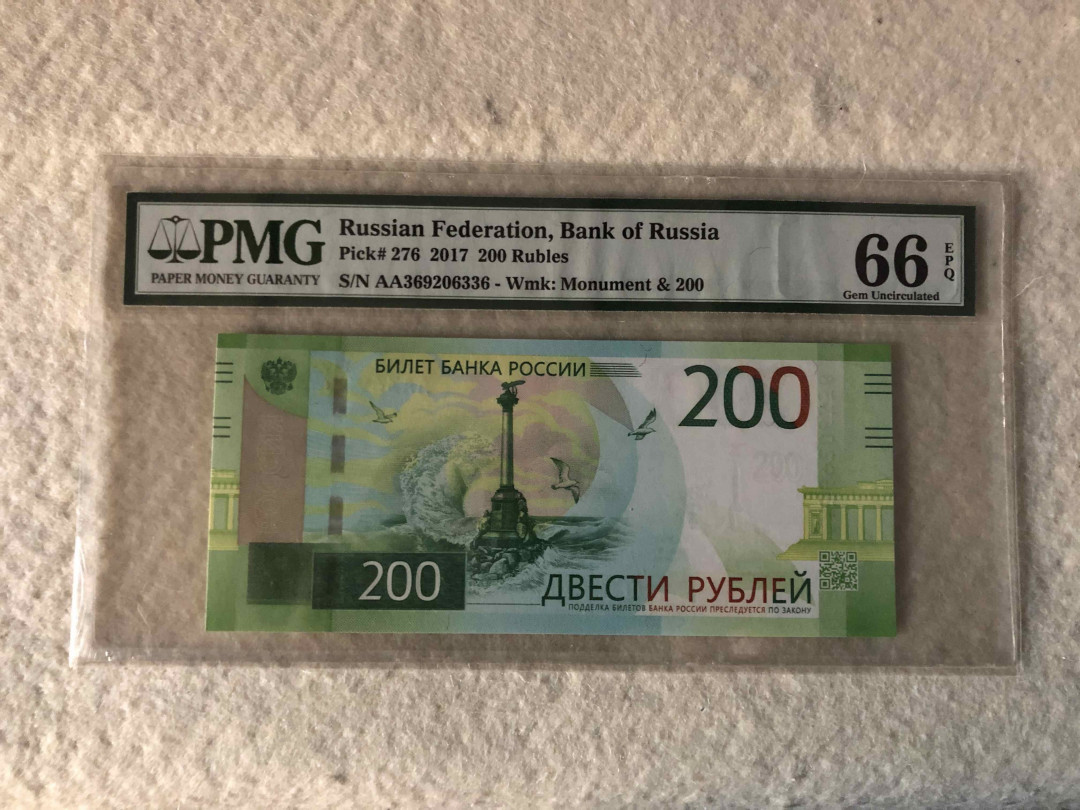 PMG
PAPER MONEY GUARANTY
Russian Federation, Bank of Russia
Pick# 276 2017 200 Rubles
S/N AA369206336 - Wmk: Monument & 200
66
EPQ
Gem Uncirculated
БИЛЕТ БАНКА РОССИИ
200
200
200
ДВЕСТИ РУБЛЕЙ
ПОДДЕЛКА БИЛЕТОВ БАНКА РОССИИ ПРЕСЛЕДУЕТСЯ ПО ЗАКОНУ